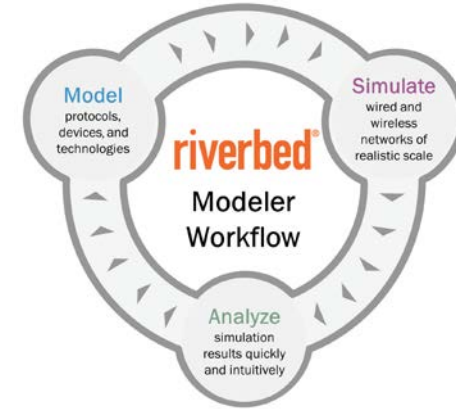 Model
protocols,
devices, and
technologies
Simulate
wired and
wireless
networks of
realistic scale
riverbed®
Modeler
Workflow
Analyze
simulation
results quickly
and intuitively